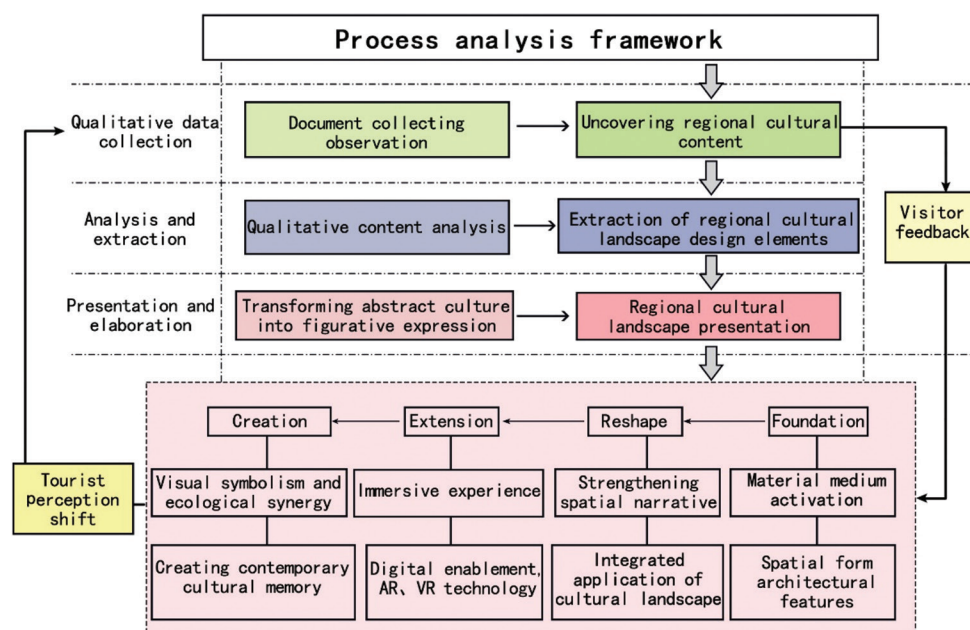 Process analysis framework
Qualitative data
collection
Document collecting
observation
Uncovering regional cultural
content
Analysis and
extraction
Qualitative content analysis
Extraction of regional cultural
landscape design elements
Visitor
feedback
Presentation and
elaboration
Transforming abstract culture
into figurative expression
Regional cultural
landscape presentation
Creation
Extension
Reshape
Foundation
Tourist
perception
shift
Visual symbolism and
ecological synergy
Immersive experience
Strengthening
spatial narrative
Material medium
activation
Creating contemporary
cultural memory
Digital enablement,
AR、VR technology
Integrated
application of
cultural landscape
Spatial form
architectural
features